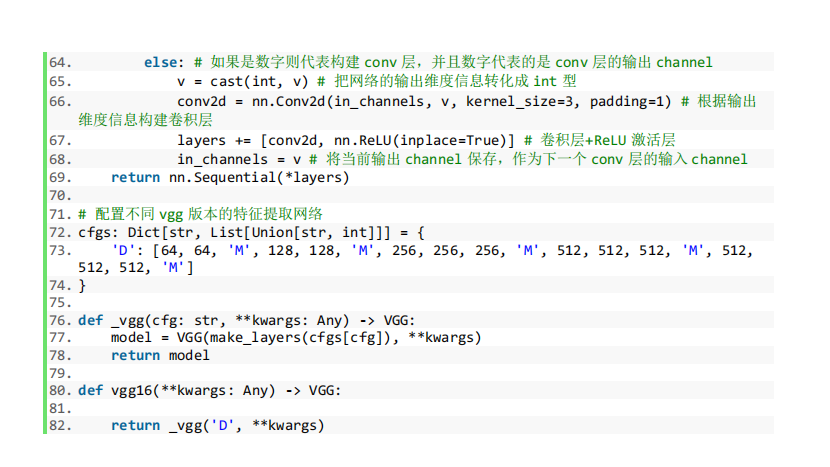 64.         else: # 如果是数字则代表构建 conv 层，并且数字代表的是 conv 层的输出 channel
65.             v = cast(int, v) # 把网络的输出维度信息转化成 int 型
66.             conv2d = nn.Conv2d(in_channels, v, kernel_size=3, padding=1) # 根据输出
维度信息构建卷积层
67.             layers += [conv2d, nn.ReLU(inplace=True)] # 卷积层+ReLU 激活层
68.             in_channels = v # 将当前输出 channel 保存，作为下一个 conv 层的输入 channel
69.     return nn.Sequential(*layers)
70.
71. # 配置不同 vgg 版本的特征提取网络
72. cfgs: Dict[str, List[Union[str, int]]] = {
73.     'D': [64, 64, 'M', 128, 128, 'M', 256, 256, 256, 'M', 512, 512, 512, 'M', 512,
512, 512, 'M']
74. }
75.
76. def _vgg(cfg: str, **kwargs: Any) -> VGG:
77.     model = VGG(make_layers(cfgs[cfg]), **kwargs)
78.     return model
79.
80. def vgg16(**kwargs: Any) -> VGG:
81.
82.     return _vgg('D', **kwargs)